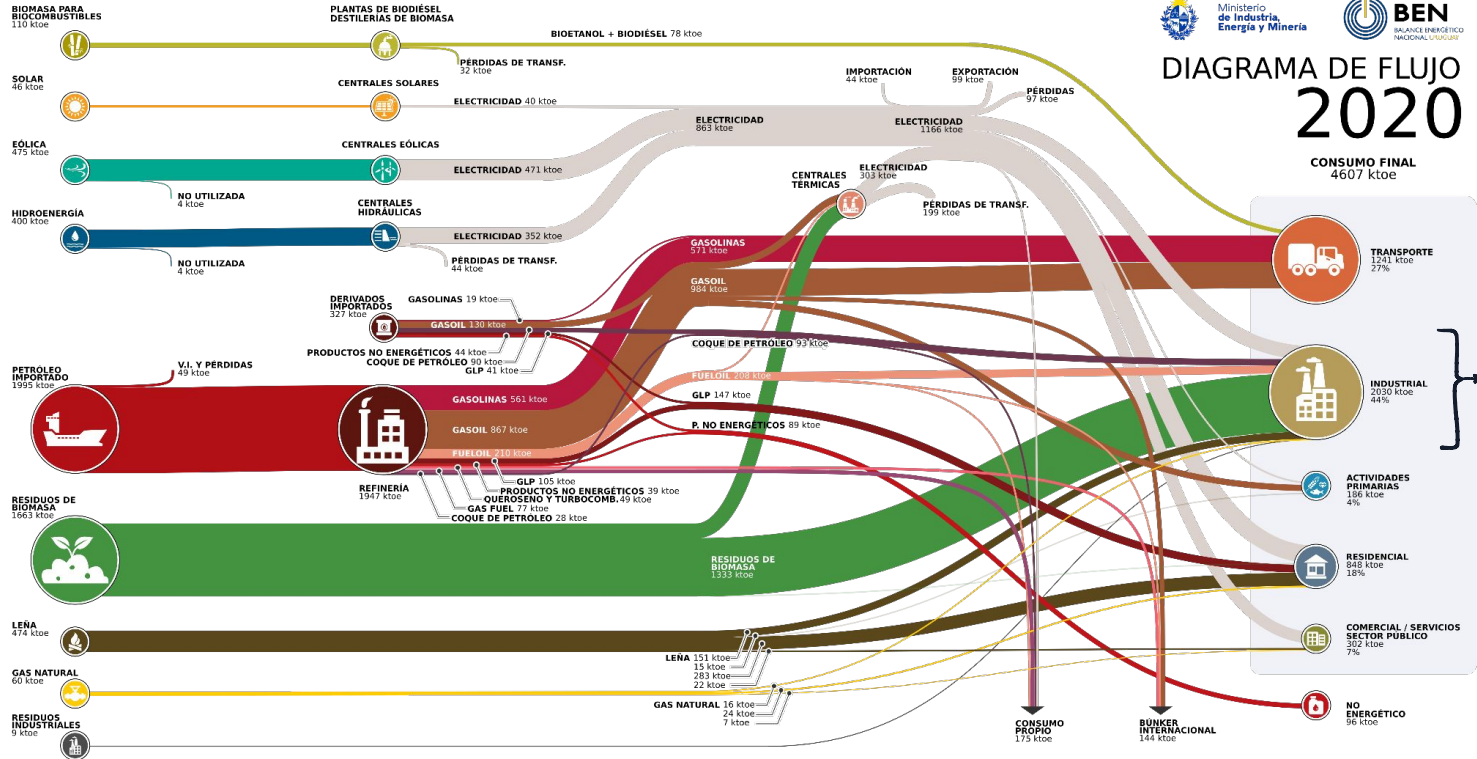 BIOMASA PARA
BIOCOMBUSTIBLES
110 ktoe
PLANTAS DE BIODIÉSEL
DESTILERÍAS DE BIOMASA
BIOETANOL + BIODIÉSEL 78 ktoe
PÉRDIDAS DE TRANSF.
32 ktoe
Ministerio
de Industria,
Energía y Minería
BEN
BALANCE ENERGÉTICO
NACIONAL URUGUAY
DIAGRAMA DE FLUJO
2020
CONSUMO FINAL
4607 ktoe
SOLAR
46 ktoe
CENTRALES SOLARES
ELECTRICIDAD 40 ktoe
IMPORTACIÓN
44 ktoe
EXPORTACIÓN
99 ktoe
PÉRDIDAS
97 ktoe
ELECTRICIDAD
863 ktoe
ELECTRICIDAD
1166 ktoe
EÓLICA
475 ktoe
CENTRALES EÓLICAS
ELECTRICIDAD 471 ktoe
NO UTILIZADA
4 ktoe
CENTRALES
TÉRMICAS
ELECTRICIDAD
303 ktoe
PÉRDIDAS DE TRANSF.
199 ktoe
HIDROENERGÍA
400 ktoe
CENTRALES
HIDRÁULICAS
ELECTRICIDAD 352 ktoe
NO UTILIZADA
4 ktoe
PÉRDIDAS DE TRANSF.
44 ktoe
GASOLINAS
571 ktoe
GASOIL
984 ktoe
TRANSPORTE
1241 ktoe
27%
DERIVADOS
IMPORTADOS
327 ktoe
GASOLINAS 19 ktoe
GASOIL 130 ktoe
PRODUCTOS NO ENERGÉTICOS 44 ktoe
COQUE DE PETRÓLEO 90 ktoe
GLP 41 ktoe
COQUE DE PETRÓLEO 93 ktoe
FUELOIL 208 ktoe
GLP 147 ktoe
P. NO ENERGÉTICOS 89 ktoe
PETRÓLEO
IMPORTADO
1995 ktoe
V.I. Y PÉRDIDAS
49 ktoe
GASOLINAS 561 ktoe
GASOIL 867 ktoe
FUELOIL 210 ktoe
REFINERÍA
1947 ktoe
GLP 105 ktoe
PRODUCTOS NO ENERGÉTICOS 39 ktoe
QUEROSENO Y TURBOCOMB. 49 ktoe
GAS FUEL 77 ktoe
COQUE DE PETRÓLEO 28 ktoe
INDUSTRIAL
2030 ktoe
44%
RESIDUOS DE
BIOMASA
1663 ktoe
RESIDUOS DE
BIOMASA
1333 ktoe
ACTIVIDADES
PRIMARIAS
186 ktoe
4%
RESIDENCIAL
848 ktoe
18%
LEÑA
474 ktoe
LEÑA 151 ktoe
15 ktoe
283 ktoe
22 ktoe
COMERCIAL / SERVICIOS
SECTOR PÚBLICO
302 ktoe
7%
GAS NATURAL
60 ktoe
GAS NATURAL 16 ktoe
24 ktoe
7 ktoe
RESIDUOS
INDUSTRIALES
9 ktoe
CONSUMO
PROPIO
175 ktoe
BÚNKER
INTERNACIONAL
144 ktoe
NO
ENERGÉTICO
96 ktoe